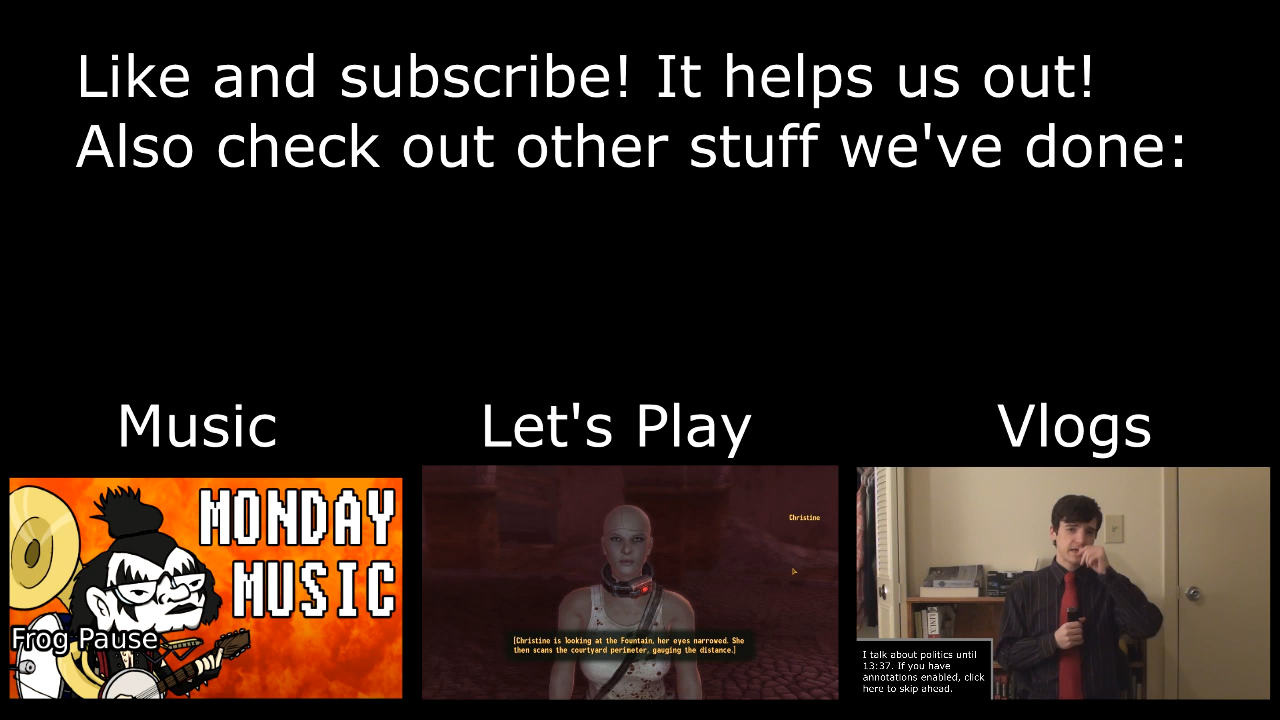 Like and subscribe! It helps us out!
Also check out other stuff we've done:
Music
Let's Play
Vlogs
MONDAY
MUSIC
Frog Pause
Christine
[Christine is looking at the Fountain, her eyes narrowed. She
then scans the courtyard perimeter, gauging the distance.]
I talk about politics until
13:37. If you have
annotations enabled, click
here to skip ahead.